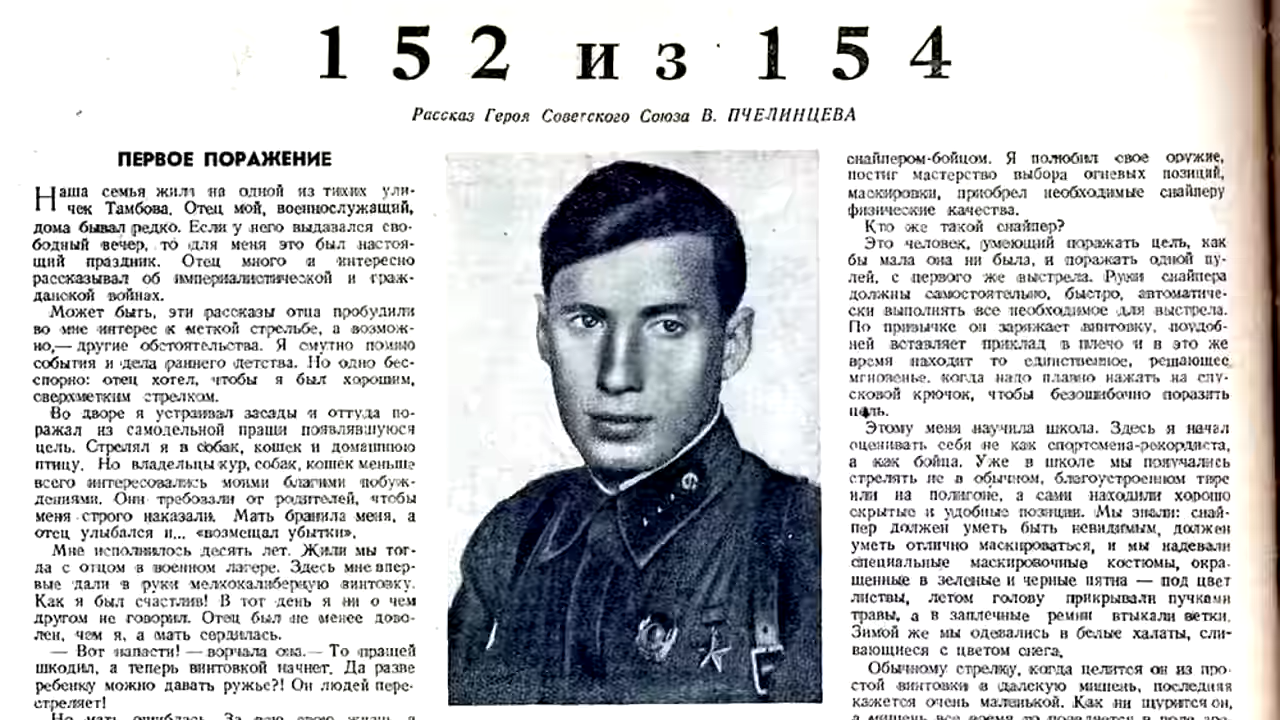 152 из 154
Рассказ Героя Советского Союза В. ПЧЕЛИНЦЕВА
ПЕРВОЕ ПОРАЖЕНИЕ
Наша семья жила на одной из тихих ули-
чек Тамбова. Отец мой, военнослужащий,
дома бывал редко. Если у него выдавался сво-
бодный вечер, то для меня это был настоя-
щий праздник. Отец много и интересно
рассказывал об империалистической и граж-
данской войнах.
Может быть, эти рассказы отца пробудили
во мне интерес к меткой стрельбе, а возмож-
но,— другие обстоятельства. Я смутно помню
события и дела раннего детства. Но одно бес-
спорно: отец хотел, чтобы я был хорошим,
сверхметким стрелком.
Во дворе я устраивал засады и оттуда по-
ражал из самодельной пращи появлявшуюся
цель. Стрелял я в собак, кошек и домашнюю
птицу. Но владельцы кур, собак, кошек меньше
всего интересовались моими благими побуж-
дениями. Они требовали от родителей, чтобы
меня строго наказали. Мать бранила меня, а
отец улыбался и... «возмещал убытки».
Мне исполнилось десять лет. Жили мы тог-
да с отцом в военном лагере. Здесь мне впер-
вые дали в руки мелкокалиберную винтовку.
Как я был счастлив! В тот день я ни о чем
другом не говорил. Отец был не менее дово-
лен, чем я, а мать сердилась.
— Вот напасти! — ворчала она.— То пращей
шкодил, а теперь винтовкой начнет. Да разве
ребенку можно давать ружье?! Он людей пере-
стреляет!
Но мать ошиблась. За всю свою жизнь я
снайпером-бойцом. Я полюбил свое оружие,
постиг мастерство выбора огневых позиций,
маскировки, приобрел необходимые снайперу
физические качества.
Кто же такой снайпер?
Это человек, умеющий поражать цель, как
бы мала она ни была, и поражать одной пу-
лей, с первого же выстрела. Руки снайпера
должны самостоятельно, быстро, автоматиче-
ски выполнять все необходимое для выстрела.
По привычке он заряжает винтовку, поудоб-
ней вставляет приклад в плечо и в это же
время находит то единственное, решающее
мгновенье, когда надо плавно нажать на спу-
сковой крючок, чтобы безошибочно поразить
цель.
Этому меня научила школа. Здесь я начал
оценивать себя не как спортсмена-рекордиста,
а как бойца. Уже в школе мы поручались
стрелять не в обычном, благоустроенном тире
или на полигоне, а сами находили хорошо
скрытые и удобные позиции. Мы знали: снай-
пер должен уметь быть невидимым, должен
уметь отлично маскироваться, и мы надевали
специальные маскировочные костюмы, окра-
шенные в зеленые и черные пятна — под цвет
листвы, летом голову прикрывали пучками
травы, а в заплечные ремни втыкали ветки.
Зимой же мы одевались в белые халаты, сли-
вающиеся с цветом снега.
Обычному стрелку, когда целится он из про-
стой винтовки в далекую мишень, последняя
кажется очень маленькой. Как ни щурится он,
а мишень все время то появляется в поле зре-